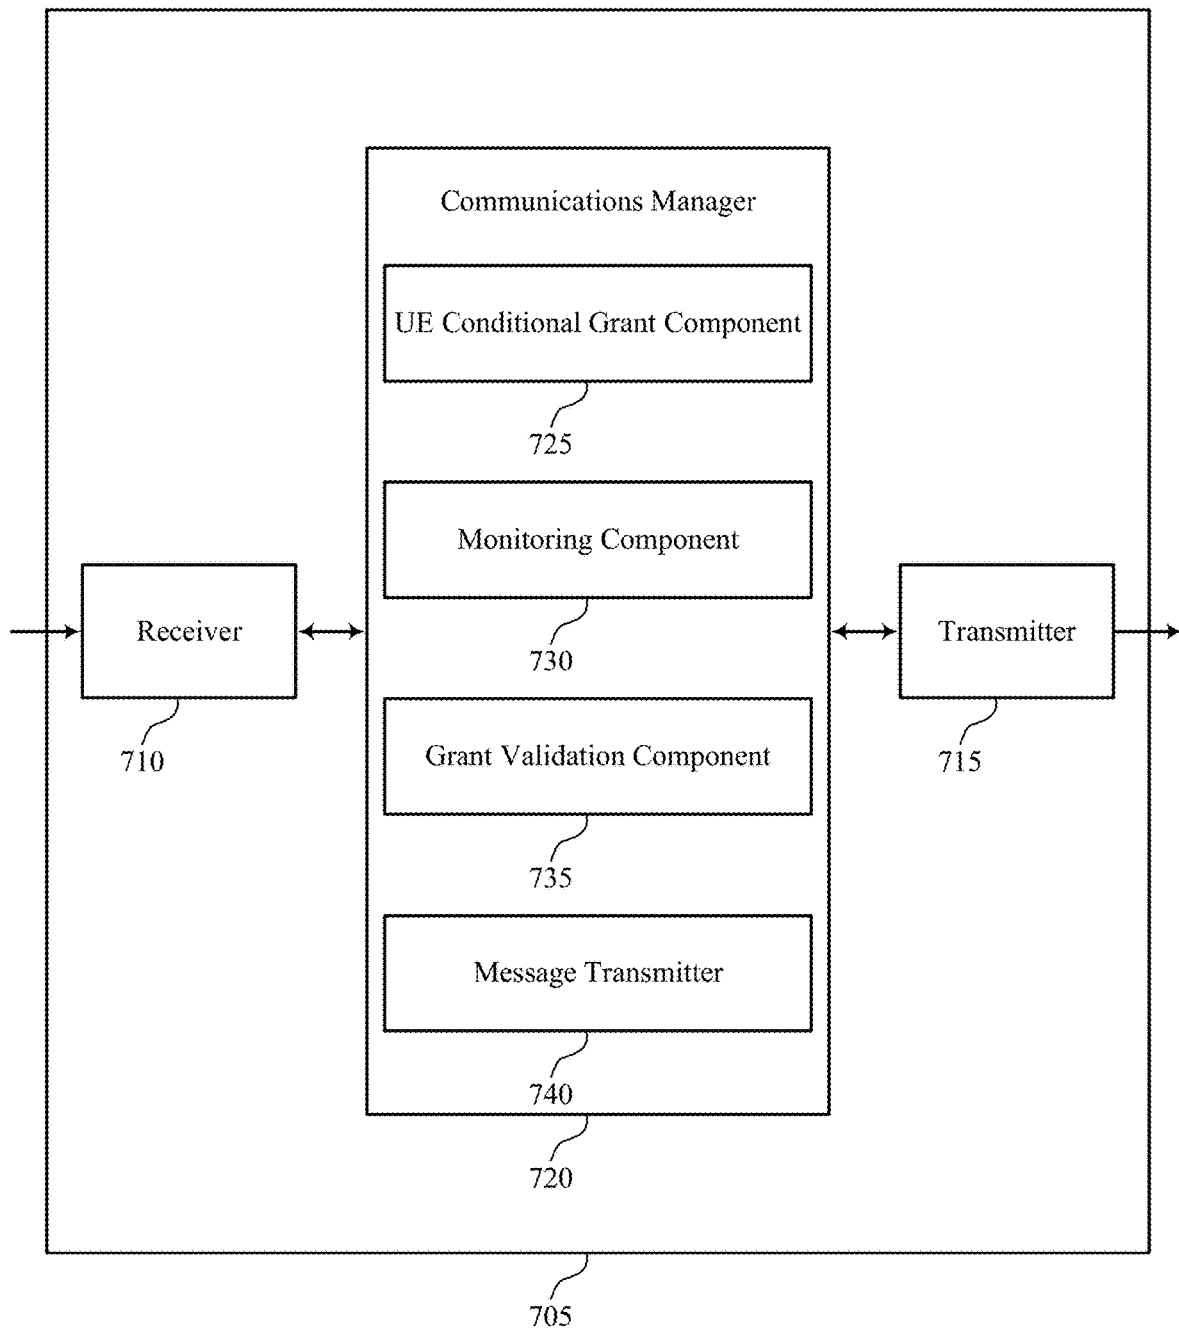 Communications Manager
UE Conditional Grant Component
725
Monitoring Component
730
Receiver
710
Transmitter
715
Grant Validation Component
735
Message Transmitter
740
720
705